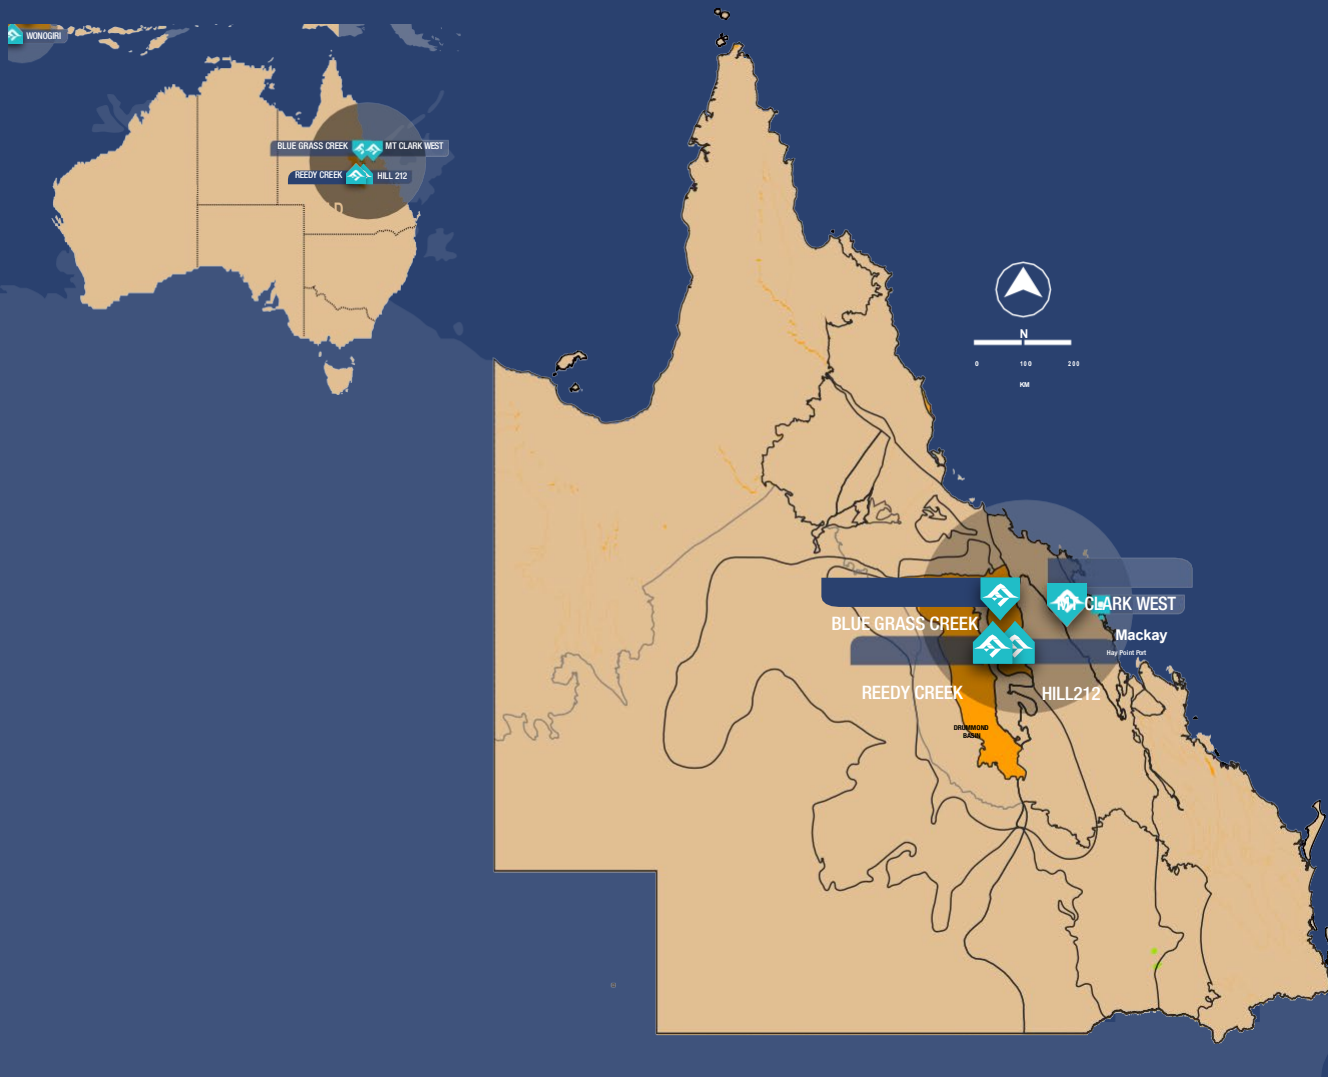 WONOGIRI
BLUE GRASS CREEK
MT CLARK WEST
REEDY CREEK
HILL 212
N
0 100 200
KM
MT CLARK WEST
BLUE GRASS CREEK
Mackay
Hay Point Port
REEDY CREEK
HILL212
DRUMMOND
BASIN